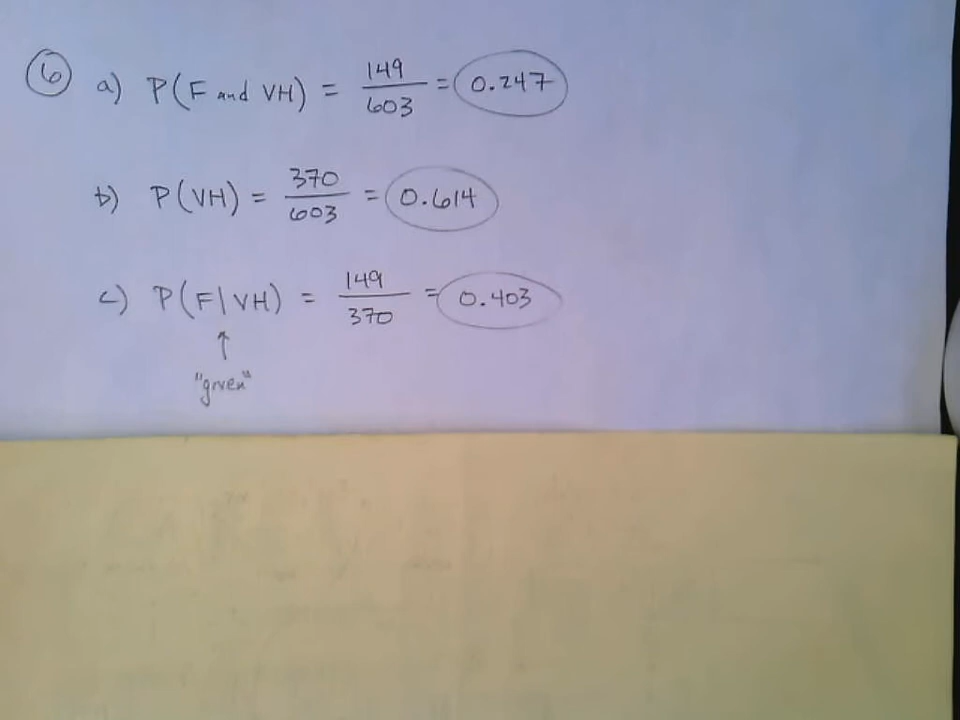 6 a) P(F and VH) = 149/603 = 0.247
b) P(VH) = 370/603 = 0.614
c) P(F|VH) = 149/370 = 0.403
↑
"given"